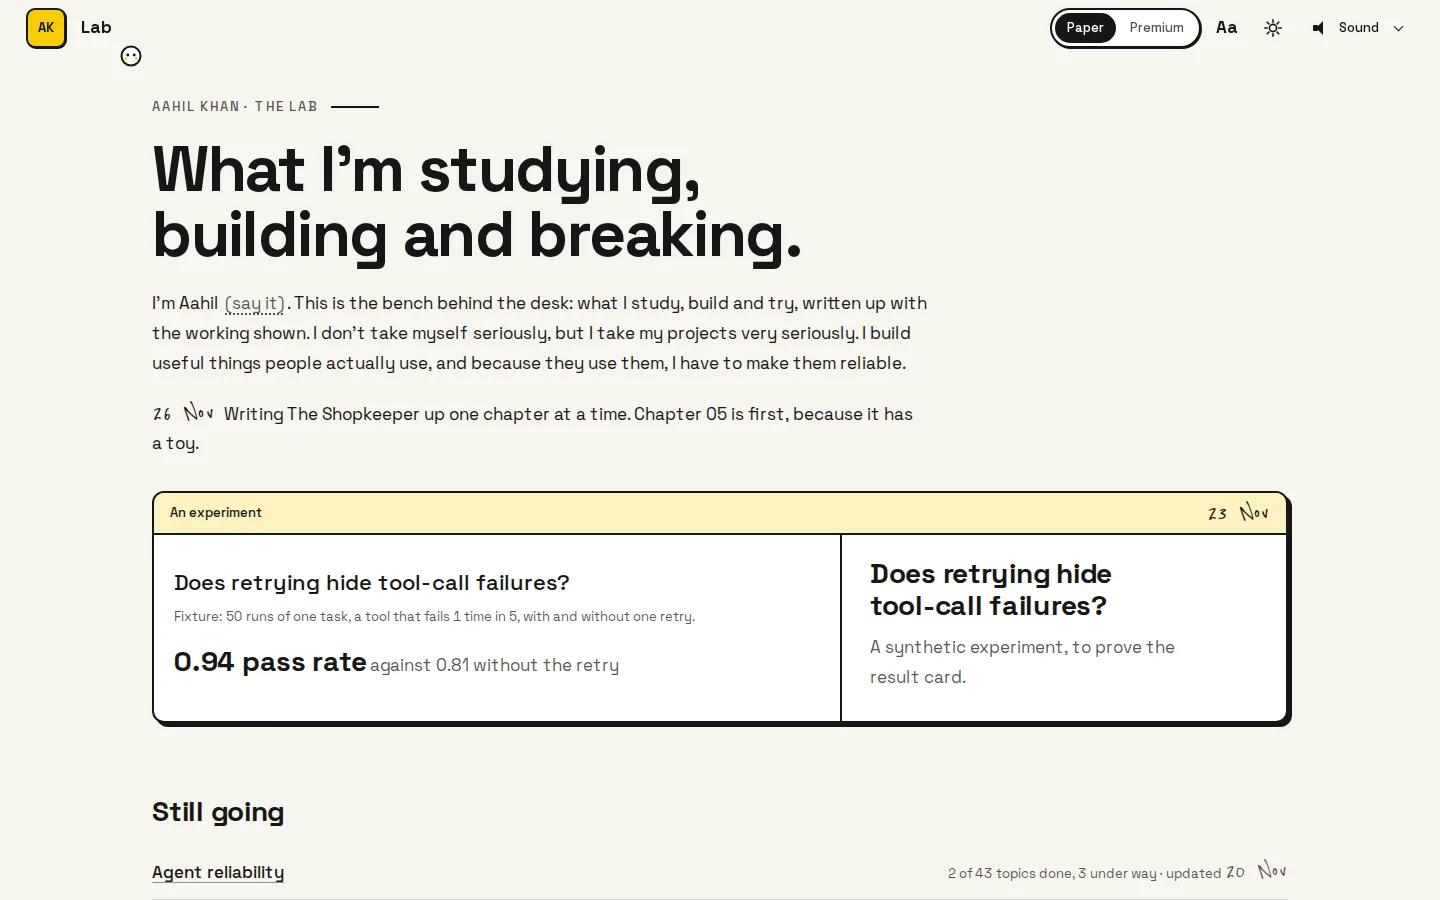 AK Lab
Paper Premium Aa Sound
AAHIL KHAN · THE LAB
What I’m studying,
building and breaking.
I’m Aahil (say it). This is the bench behind the desk: what I study, build and try, written up with
the working shown. I don’t take myself seriously, but I take my projects very seriously. I build
useful things people actually use, and because they use them, I have to make them reliable.
26 Nov Writing The Shopkeeper up one chapter at a time. Chapter 05 is first, because it has
a toy.
An experiment
23 Nov
Does retrying hide tool-call failures?
Fixture: 50 runs of one task, a tool that fails 1 time in 5, with and without one retry.
0.94 pass rate against 0.81 without the retry
Does retrying hide
tool-call failures?
A synthetic experiment, to prove the
result card.
Still going
Agent reliability
2 of 43 topics done, 3 under way · updated 20 Nov